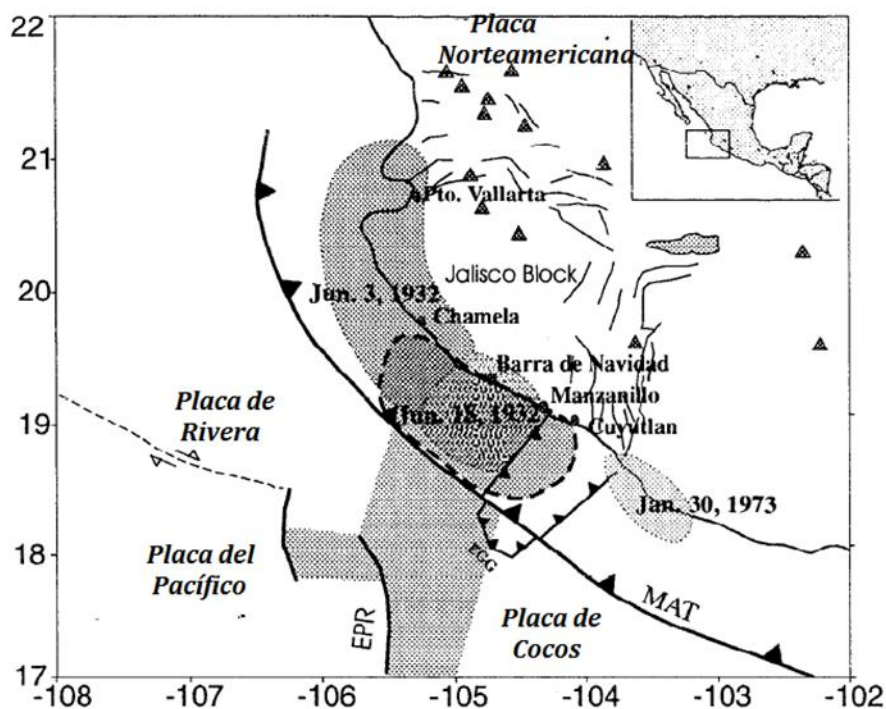 22
21
20
19
18
17
-108
-107
-106
-105
-104
-103
-102
Placa
Norteamericana
Pto. Vallarta
Jalisco Block
Jun. 3, 1932
Chamela
Barra de Navidad
Manzanillo
Jun. 18, 1932
Cuyutlan
Placa de
Rivera
Jan. 30, 1973
Placa del
Pacífico
EGG
MAT
EPR
Placa de
Cocos